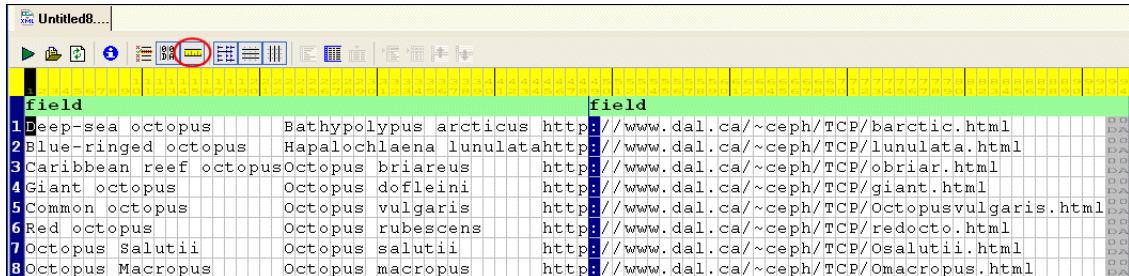 Untitled8....
field field
1 Deep-sea octopus Bathypolypus arcticus http://www.dal.ca/~ceph/TCP/barctic.html
2 Blue-ringed octopus Hapalochlaena lunulatahttp://www.dal.ca/~ceph/TCP/lunulata.html
3 Caribbean reef octopusOctopus briareus http://www.dal.ca/~ceph/TCP/obriar.html
4 Giant octopus Octopus dofleini http://www.dal.ca/~ceph/TCP/giant.html
5 Common octopus Octopus vulgaris http://www.dal.ca/~ceph/TCP/Octopusvulgaris.html
6 Red octopus Octopus rubescens http://www.dal.ca/~ceph/TCP/redocto.html
7 Octopus Salutii Octopus salutii http://www.dal.ca/~ceph/TCP/Osalutii.html
8 Octopus Macropus Octopus macropus http://www.dal.ca/~ceph/TCP/Omacropus.html